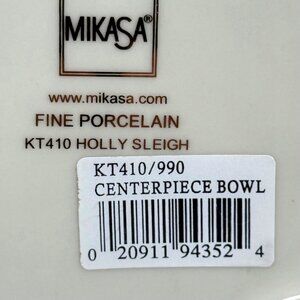 MIKASA
www.mikasa.com
FINE PORCELAIN
KT410 HOLLY SLEIGH
KT410/990
CENTERPIECE BOWL
0 20911 94352 4